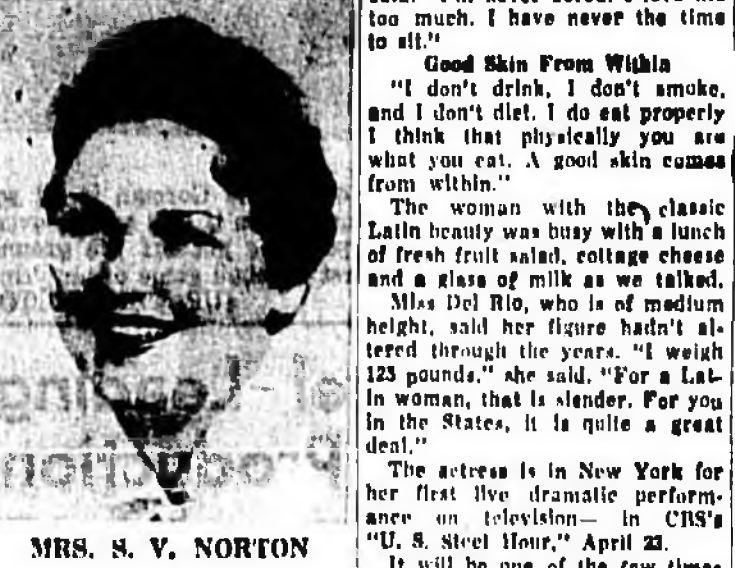 MRS. S. V. NORTON
too much. I have never the time
to sit."
Good Skin From Within
"I don't drink, I don't smoke,
and I don't diet. I do eat properly
I think that physically you are
what you eat. A good skin comes
from within."
The woman with the classic
Latin beauty was busy with a lunch
of fresh fruit salad, cottage cheese
and a glass of milk as we talked.
Miss Del Rio, who is of medium
height, said her figure hadn't al-
tered through the years. "I weigh
123 pounds," she said. "For a Lat-
in woman, that is slender. For you
in the States, it is quite a great
deal."
The actress is in New York for
her first live dramatic perform-
ance on television— in CBS's
"U. S. Steel Hour," April 23.
It will be one of the few times